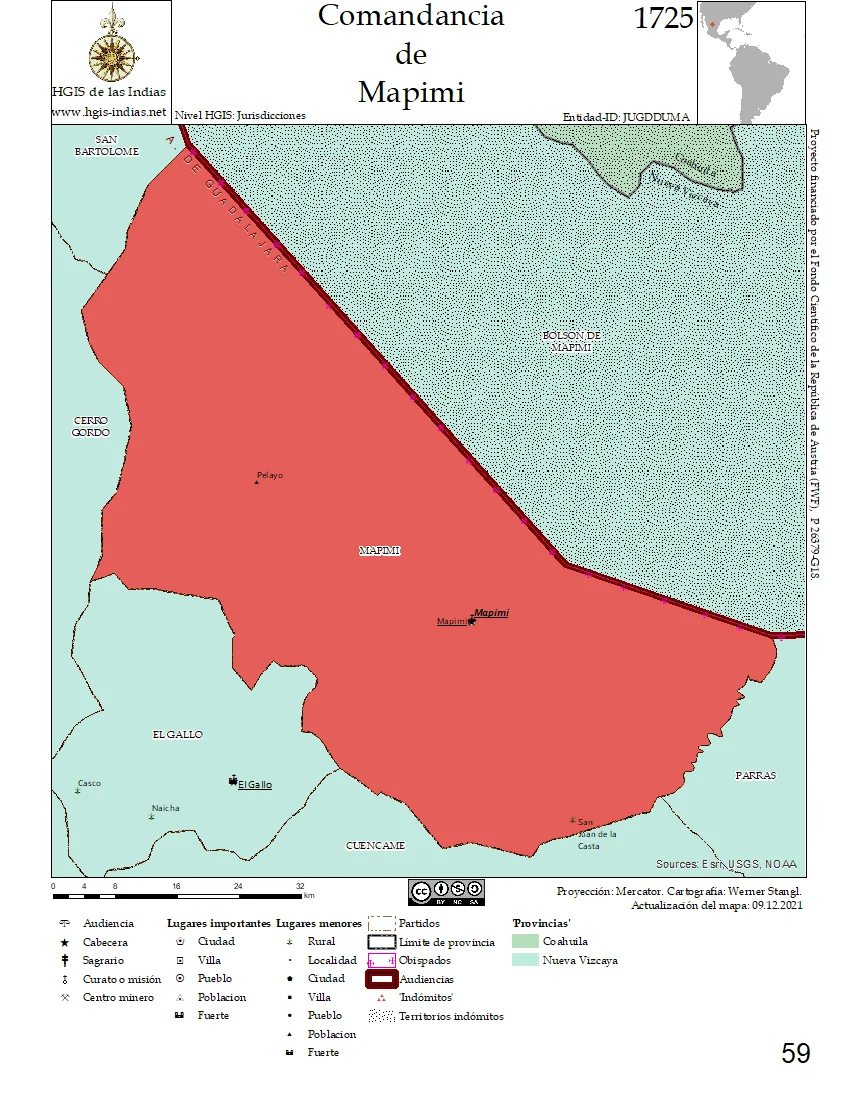 Comandancia
de
Mapimi
1725
HGIS de las Indias
www.hgis-indias.net
Nivel HGIS: Jurisdicciones
Entidad-ID: JUGDDUMA
SAN
BARTOLOME
A. DE GUADALAJARA
Coahuila
Nueva Vizcaya
BOLSON DE
MAPIMI
CERRO
GORDO
Pelayo
MAPIMI
Mapimi
Mapimi
EL GALLO
El Gallo
Casco
Naicha
CUENCAME
PARRAS
San
Juan de la
Casta
Sources: Esri, USGS, NOAA
Proyecto financiado por el Fondo Científico de la República de Austria (FWF), P 26379-G18.
0 4 8 16 24 32
km
cc
BY NC SA
Proyección: Mercator. Cartografía: Werner Stangl.
Actualización del mapa: 09.12.2021
Audiencia
Cabecera
Sagrario
Curato o misión
Centro minero
Lugares importantes
Ciudad
Villa
Pueblo
Poblacion
Fuerte
Lugares menores
Rural
Localidad
Ciudad
Villa
Pueblo
Poblacion
Fuerte
Partidos
Límite de provincia
Obispados
Audiencias
'Indómitos'
Territorios indómitos
'Provincias'
Coahuila
Nueva Vizcaya
59